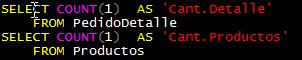 SELECT COUNT(1)  AS 'Cant.Detalle'
    FROM PedidoDetalle
SELECT COUNT(1)  AS 'Cant.Productos'
    FROM Productos